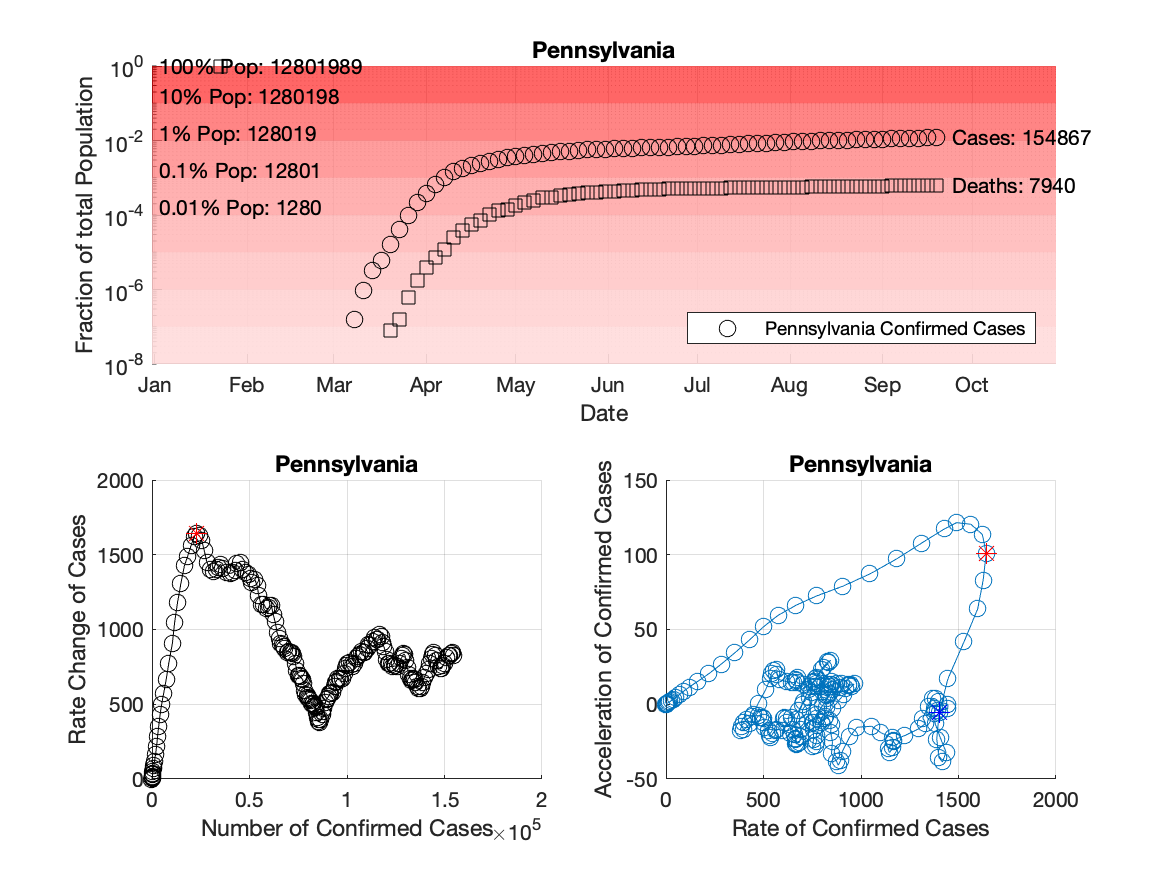 Pennsylvania
10^0
10^-2
10^-4
10^-6
10^-8
Fraction of total Population
100% Pop: 12801989
10% Pop: 1280198
1% Pop: 128019
0.1% Pop: 12801
0.01% Pop: 1280
Cases: 154867
Deaths: 7940
Pennsylvania Confirmed Cases
Jan Feb Mar Apr May Jun Jul Aug Sep Oct
Date
Pennsylvania
2000
1500
1000
500
0
Rate Change of Cases
0 0.5 1 1.5 2
Number of Confirmed Cases ×10^5
Pennsylvania
150
100
50
0
-50
Acceleration of Confirmed Cases
0 500 1000 1500 2000
Rate of Confirmed Cases